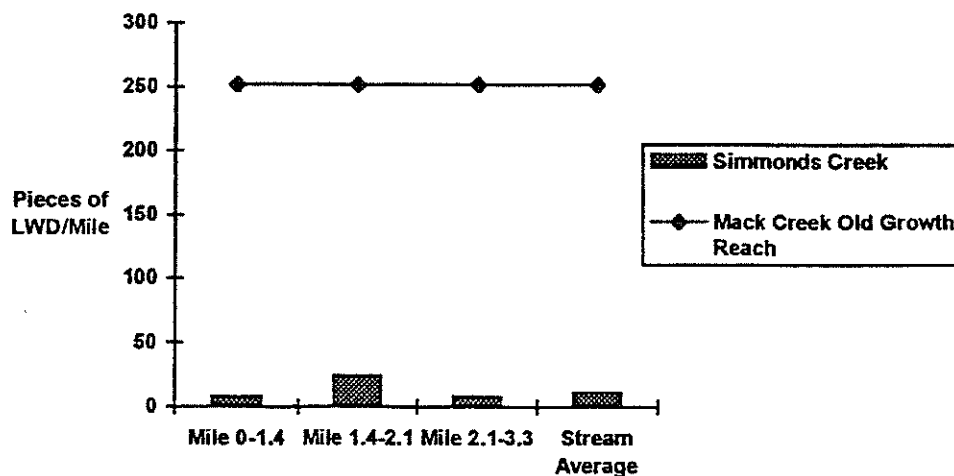 300
250
200
150
100
50
0
Pieces of
LWD/Mile
Mile 0-1.4 Mile 1.4-2.1 Mile 2.1-3.3 Stream
Average
Simmonds Creek
Mack Creek Old Growth
Reach